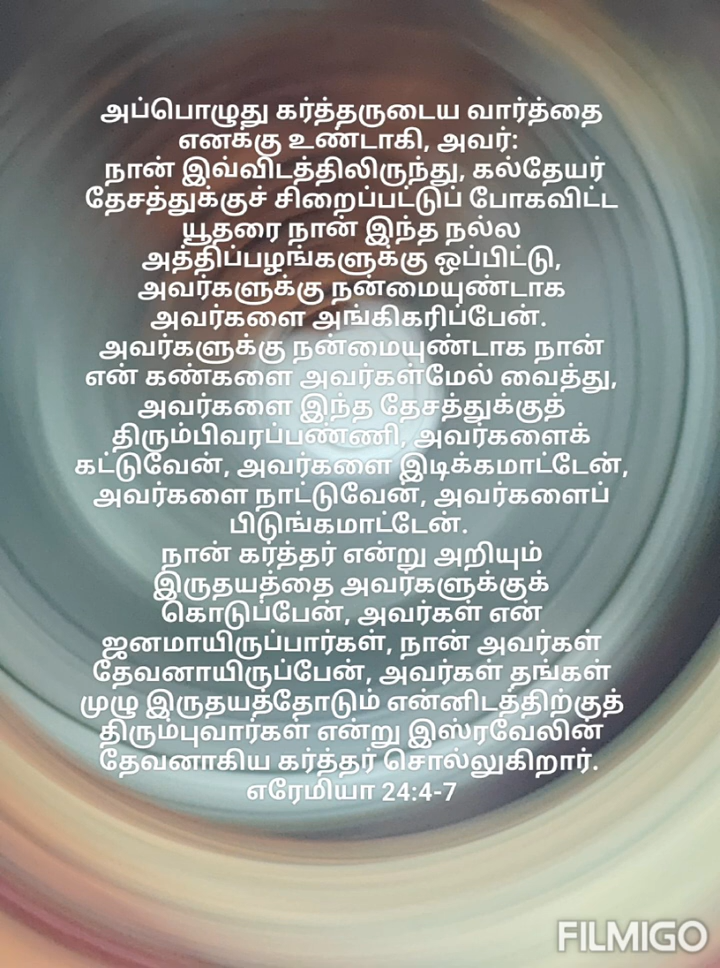 அப்பொழுது கர்த்தருடைய வார்த்தை
எனக்கு உண்டாகி, அவர்:
நான் இவ்விடத்திலிருந்து, கல்தேயர்
தேசத்துக்குச் சிறைப்பட்டுப் போகவிட்ட
யூதரை நான் இந்த நல்ல
அத்திப்பழங்களுக்கு ஒப்பிட்டு,
அவர்களுக்கு நன்மையுண்டாக
அவர்களை அங்கிகரிப்பேன்.
அவர்களுக்கு நன்மையுண்டாக நான்
என் கண்களை அவர்கள்மேல் வைத்து,
அவர்களை இந்த தேசத்துக்குத்
திரும்பிவரப்பண்ணி, அவர்களைக்
கட்டுவேன், அவர்களை இடிக்கமாட்டேன்,
அவர்களை நாட்டுவேன், அவர்களைப்
பிடுங்கமாட்டேன்.
நான் கர்த்தர் என்று அறியும்
இருதயத்தை அவர்களுக்குக்
கொடுப்பேன், அவர்கள் என்
ஜனமாயிருப்பார்கள், நான் அவர்கள்
தேவனாயிருப்பேன், அவர்கள் தங்கள்
முழு இருதயத்தோடும் என்னிடத்திற்குத்
திரும்புவார்கள் என்று இஸ்ரவேலின்
தேவனாகிய கர்த்தர் சொல்லுகிறார்.
எரேமியா 24:4-7
FILMIGO